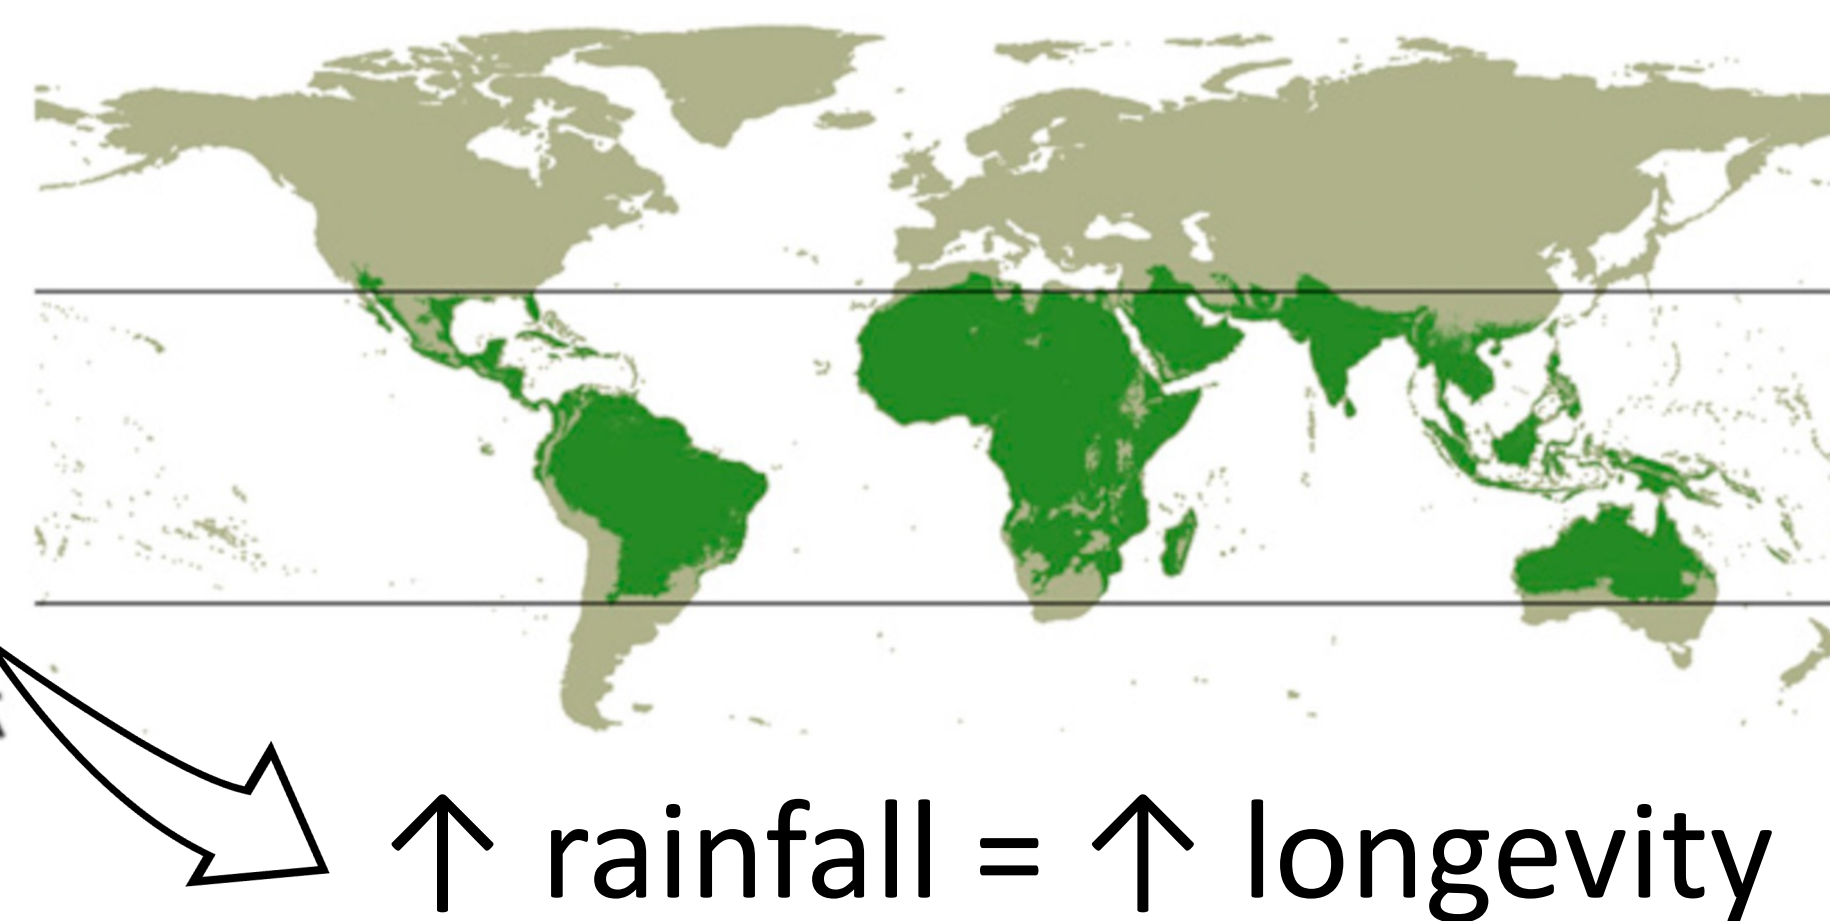 ↑ rainfall = ↑ longevity